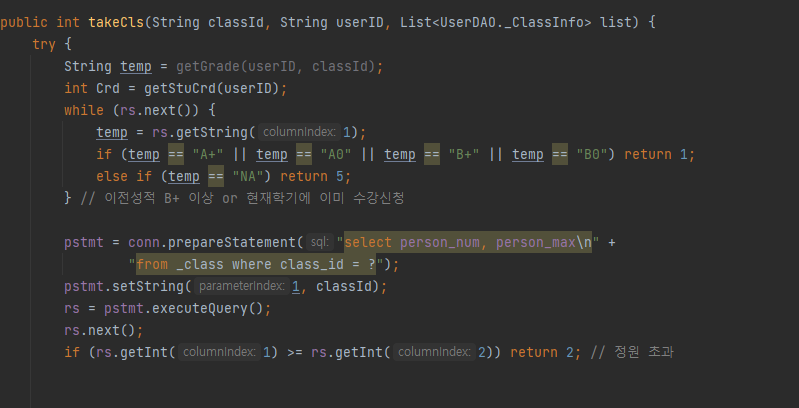 public int takeCls(String classId, String userID, List<UserDAO._ClassInfo> list) {
try {
String temp = getGrade(userID, classId);
int Crd = getStuCrd(userID);
while (rs.next()) {
temp = rs.getString( columnIndex: 1);
if (temp == "A+" || temp == "A0" || temp == "B+" || temp == "B0") return 1;
else if (temp == "NA") return 5;
} // 이전성적 B+ 이상 or 현재학기에 이미 수강신청
pstmt = conn.prepareStatement( sql: "select person_num, person_max\n" +
"from _class where class_id = ?");
pstmt.setString( parameterIndex: 1, classId);
rs = pstmt.executeQuery();
rs.next();
if (rs.getInt( columnIndex: 1) >= rs.getInt( columnIndex: 2)) return 2; // 정원 초과